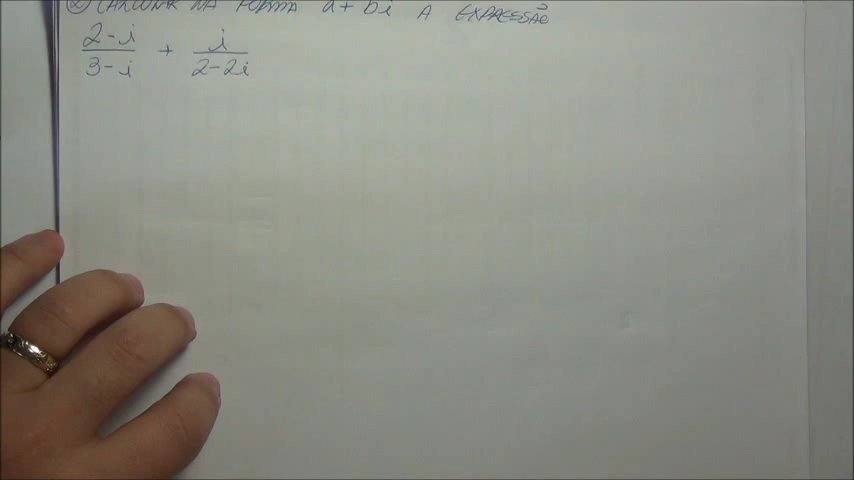 ② CALCULAR NA FORMA a + bi A EXPRESSÃO
2-i / 3-i + i / 2-2i